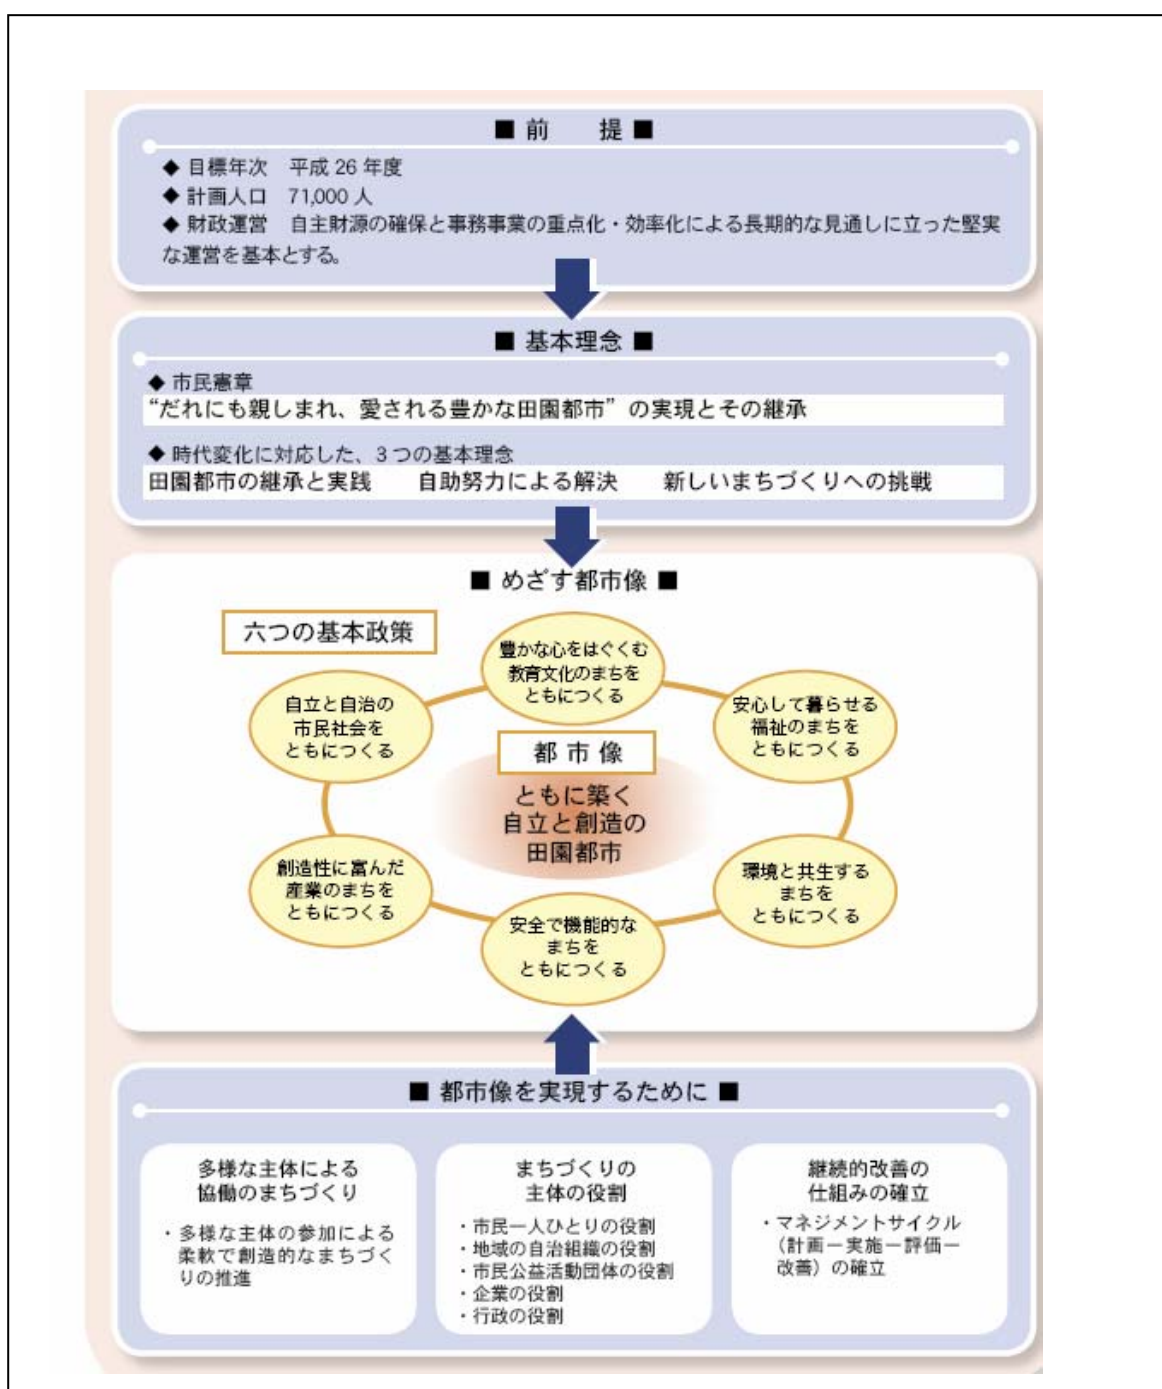 ■ 前　　提 ■
◆ 目標年次　平成 26 年度
◆ 計画人口　71,000 人
◆ 財政運営　自主財源の確保と事務事業の重点化・効率化による長期的な見通しに立った堅実
な運営を基本とする。
■ 基本理念 ■
◆ 市民憲章
“だれにも親しまれ、愛される豊かな田園都市” の実現とその継承
◆ 時代変化に対応した、3 つの基本理念
田園都市の継承と実践　　自助努力による解決　　新しいまちづくりへの挑戦
■ めざす都市像 ■
六つの基本政策
豊かな心をはぐくむ
教育文化のまちを
ともにつくる
自立と自治の
市民社会を
ともにつくる
安心して暮らせる
福祉のまちを
ともにつくる
都 市 像
ともに築く
自立と創造の
田園都市
創造性に富んだ
産業のまちを
ともにつくる
環境と共生する
まちを
ともにつくる
安全で機能的な
まちを
ともにつくる
■ 都市像を実現するために ■
多様な主体による
協働のまちづくり
・多様な主体の参加による
柔軟で創造的なまちづく
りの推進
まちづくりの
主体の役割
・市民一人ひとりの役割
・地域の自治組織の役割
・市民公益活動団体の役割
・企業の役割
・行政の役割
継続的改善の
仕組みの確立
・マネジメントサイクル
（計画－実施－評価－
改善）の確立